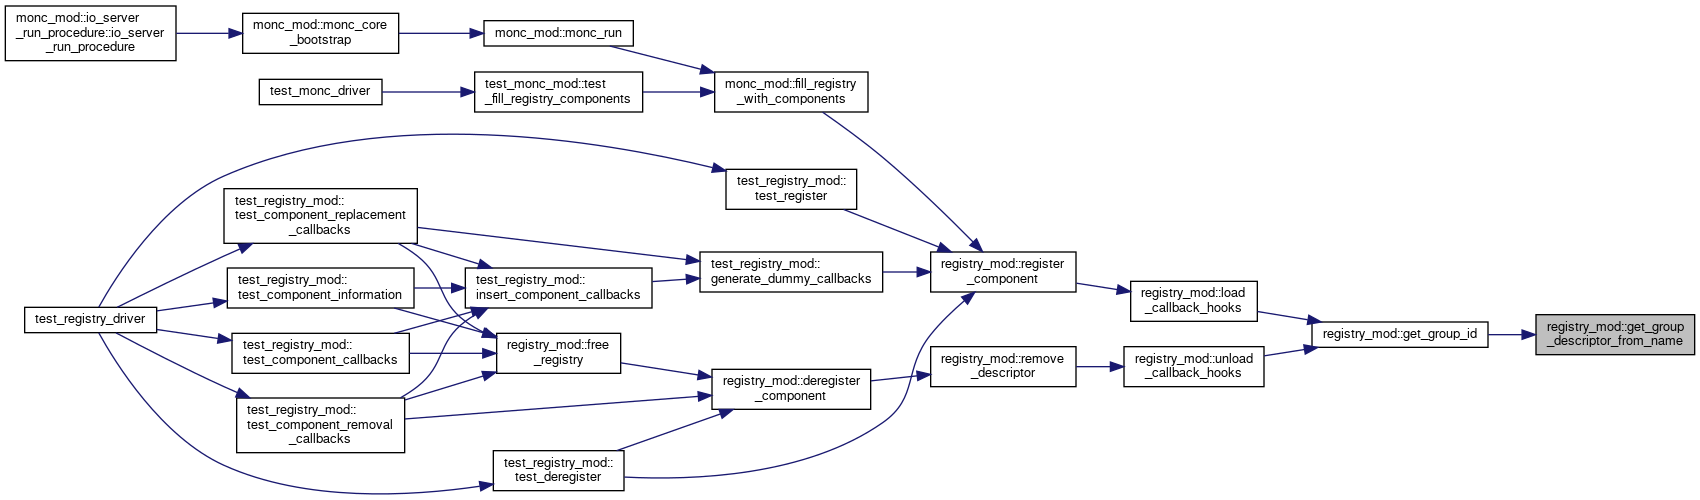 monc_mod::io_server
_run_procedure::io_server
_run_procedure
monc_mod::monc_core
_bootstrap
monc_mod::monc_run
test_monc_driver
test_monc_mod::test
_fill_registry_components
monc_mod::fill_registry
_with_components
test_registry_mod::
test_register
test_registry_mod::
test_component_replacement
_callbacks
test_registry_mod::
test_component_information
test_registry_mod::
insert_component_callbacks
test_registry_mod::
generate_dummy_callbacks
registry_mod::register
_component
registry_mod::load
_callback_hooks
test_registry_driver
test_registry_mod::
test_component_callbacks
registry_mod::free
_registry
registry_mod::get_group_id
registry_mod::get_group
_descriptor_from_name
registry_mod::remove
_descriptor
registry_mod::unload
_callback_hooks
registry_mod::deregister
_component
test_registry_mod::
test_component_removal
_callbacks
test_registry_mod::
test_deregister